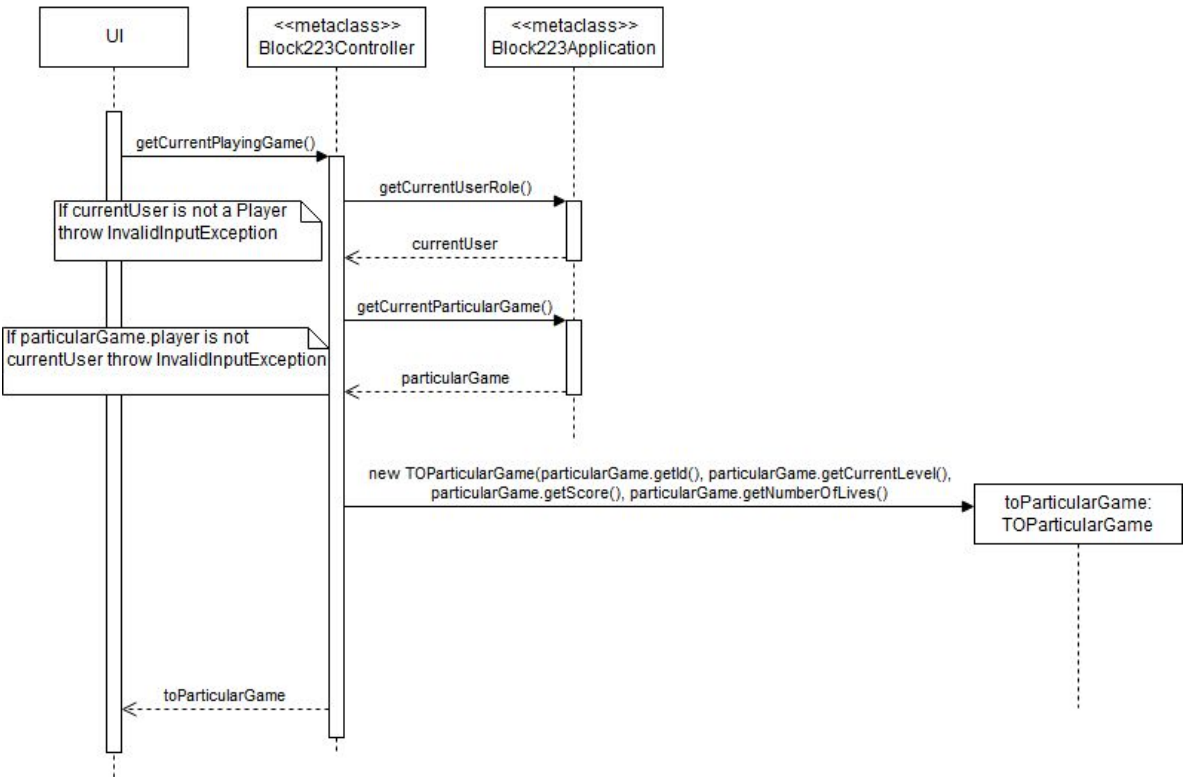 UI
<<metaclass>>
Block223Controller
<<metaclass>>
Block223Application
getCurrentPlayingGame()
getCurrentUserRole()
If currentUser is not a Player
throw InvalidInputException
currentUser
getCurrentParticularGame()
If particularGame.player is not
currentUser throw InvalidInputException
particularGame
new TOParticularGame(particularGame.getId(), particularGame.getCurrentLevel(),
particularGame.getScore(), particularGame.getNumberOfLives()
toParticularGame:
TOParticularGame
toParticularGame